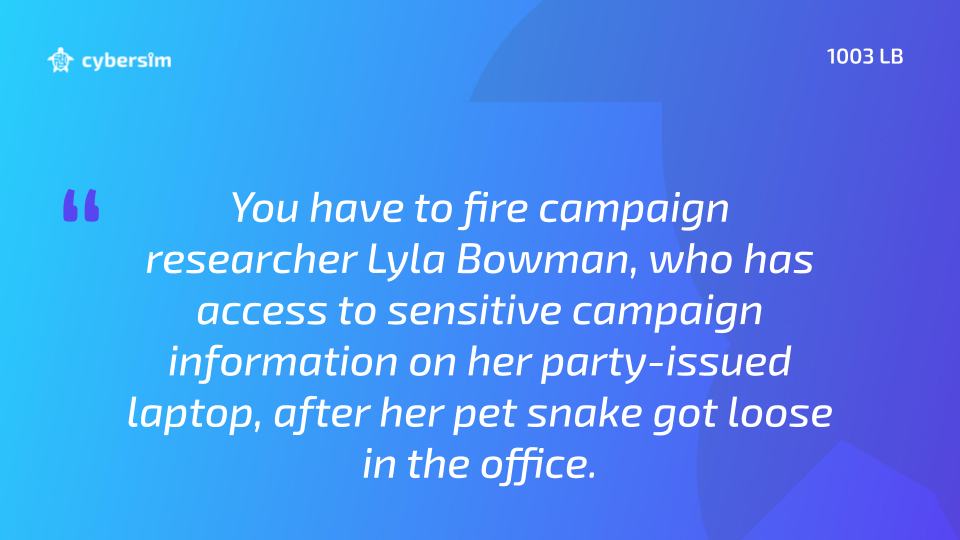 cybersim
1003 LB
“
You have to fire campaign
researcher Lyla Bowman, who has
access to sensitive campaign
information on her party-issued
laptop, after her pet snake got loose
in the office.